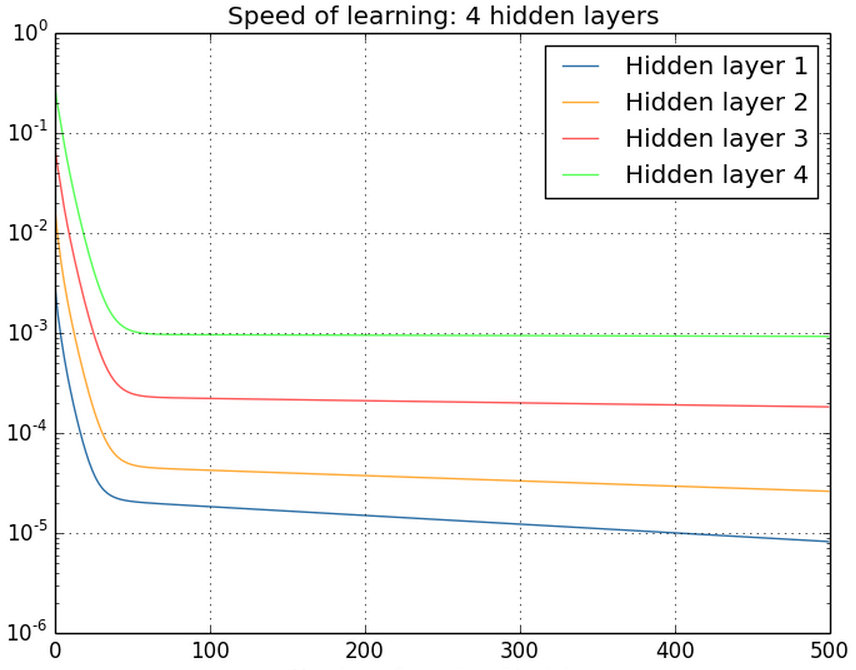 Speed of learning: 4 hidden layers
10^0
10^-1
10^-2
10^-3
10^-4
10^-5
10^-6
Hidden layer 1
Hidden layer 2
Hidden layer 3
Hidden layer 4
0 100 200 300 400 500